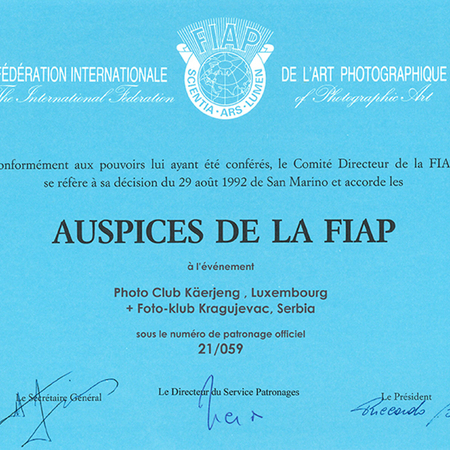 FIAP
SCIENTIA - ARS - LUMEN
FÉDÉRATION INTERNATIONALE DE L'ART PHOTOGRAPHIQUE
The International Federation of Photographic Art
onformément aux pouvoirs lui ayant été conférés, le Comité Directeur de la FIA
se réfère à sa décision du 29 août 1992 de San Marino et accorde les
AUSPICES DE LA FIAP
à l'événement
Photo Club Käerjeng , Luxembourg
+ Foto-klub Kragujevac, Serbia
sous le numéro de patronage officiel
21/059
Le Secrétaire Général
Le Directeur du Service Patronages
Le Président
Riccardo